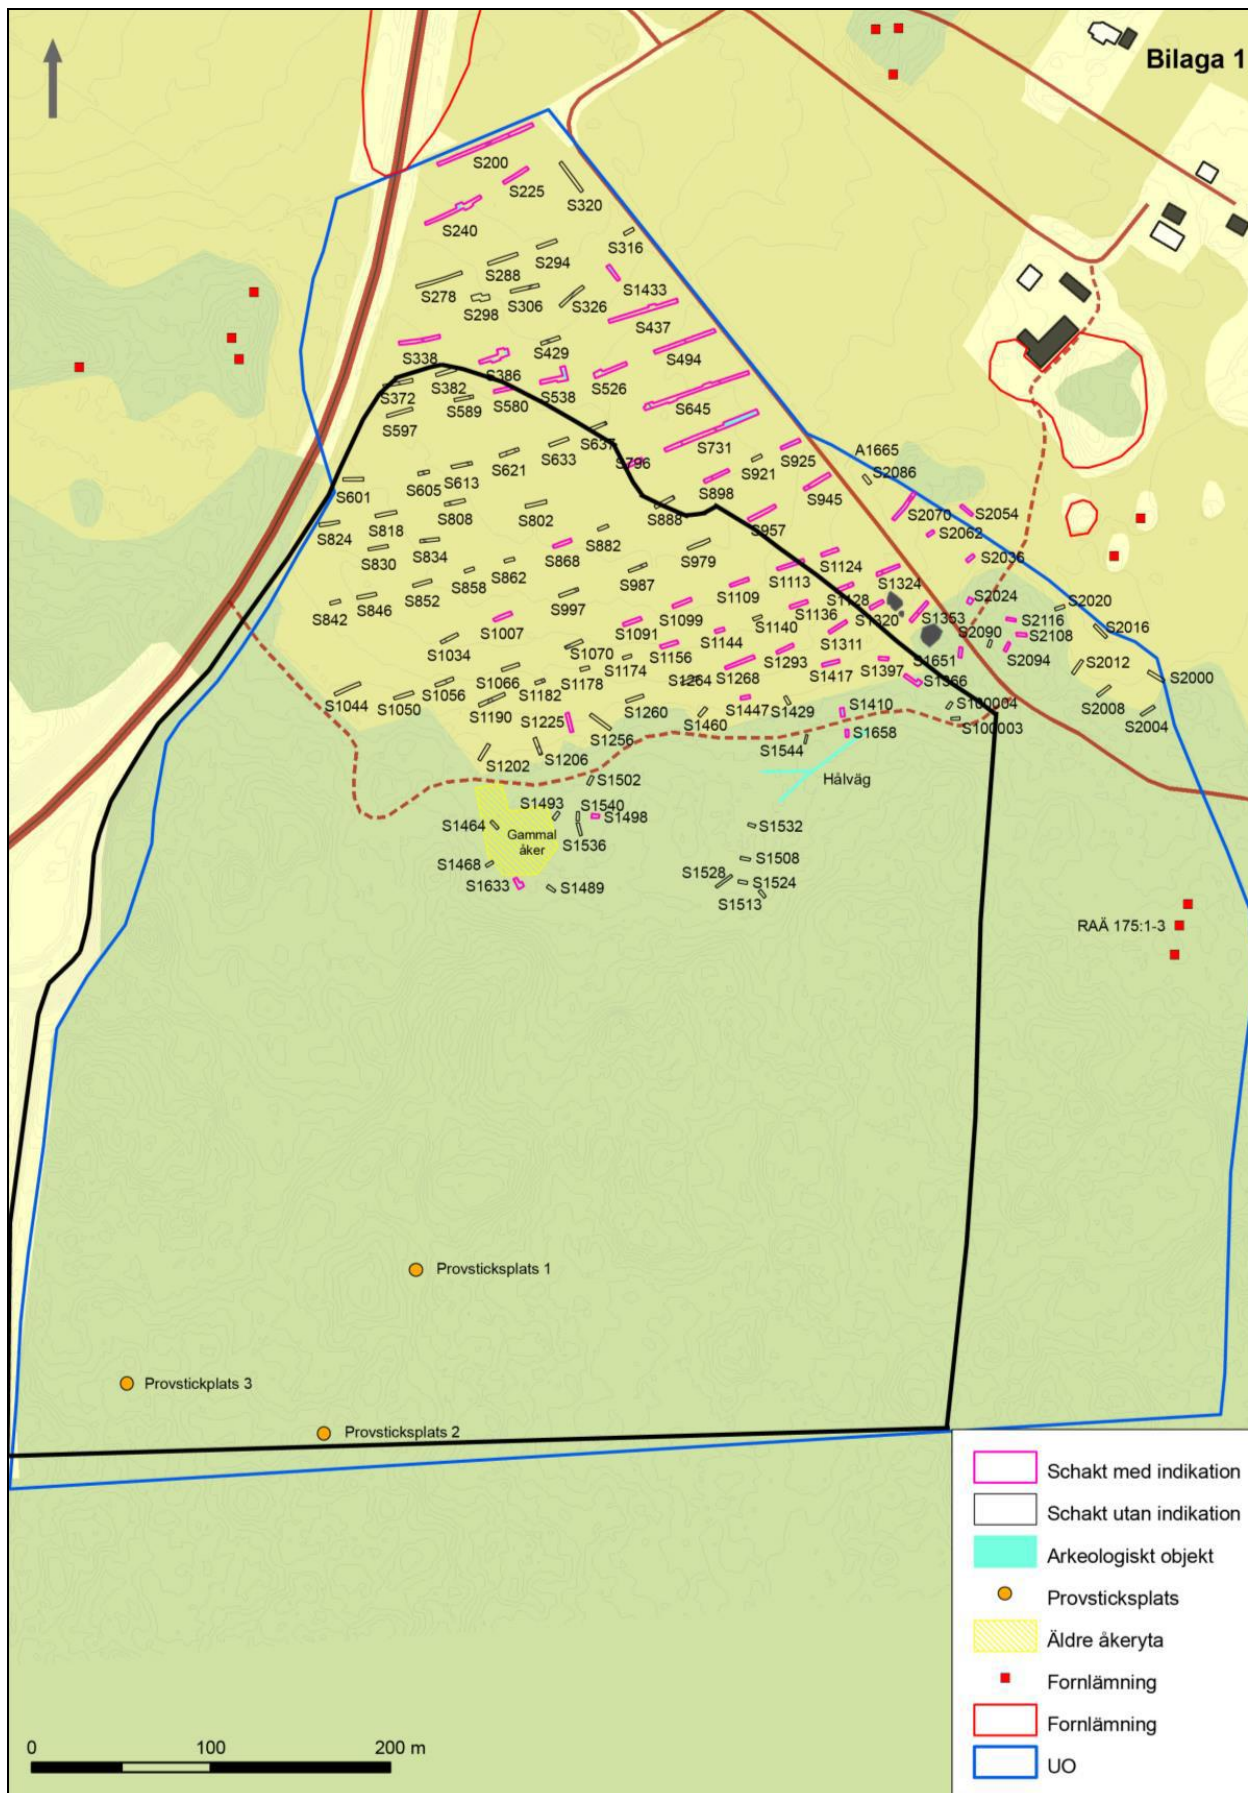 Bilaga 1
S200
S225
S320
S240
S316
S294
S288
S1433
S278
S306
S326
S298
S437
S338
S429
S494
S386
S382
S538
S526
S372
S580
S645
S589
S597
S637
S731
S633
S796
S925
A1665
S621
S921
S2086
S613
S605
S601
S898
S945
S808
S802
S888
S2070
S2054
S818
S957
S2062
S824
S882
S834
S868
S979
S2036
S830
S1124
S862
S987
S1113
S858
S1324
S852
S1109
S1128
S2024
S846
S997
S1136
S1320
S1353
S2020
S842
S1099
S2116
S1007
S1091
S1140
S2090
S2108
S2016
S1144
S1311
S1034
S1070
S1156
S1651
S2094
S1293
S1397
S1174
S1417
S2012
S1066
S1178
S1264
S1268
S1366
S2000
S1056
S1182
S1044
S1050
S1447
S1429
S1410
S100004
S2008
S1190
S1260
S1225
S1460
S2004
S100003
S1256
S1658
S1544
S1206
S1202
Hålväg
S1502
S1493
S1540
S1498
S1464
Gammal
åker
S1532
S1536
S1468
S1508
S1633
S1528
S1489
S1524
S1513
RAÄ 175:1-3
Provsticksplats 1
Provstickplats 3
Provsticksplats 2
Schakt med indikation
Schakt utan indikation
Arkeologiskt objekt
Provsticksplats
Äldre åkeryta
Fornlämning
Fornlämning
UO
0 100 200 m